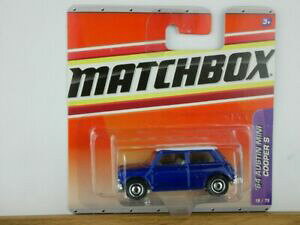 3+
MATCHBOX
'64 AUSTIN MINI
COOPER S